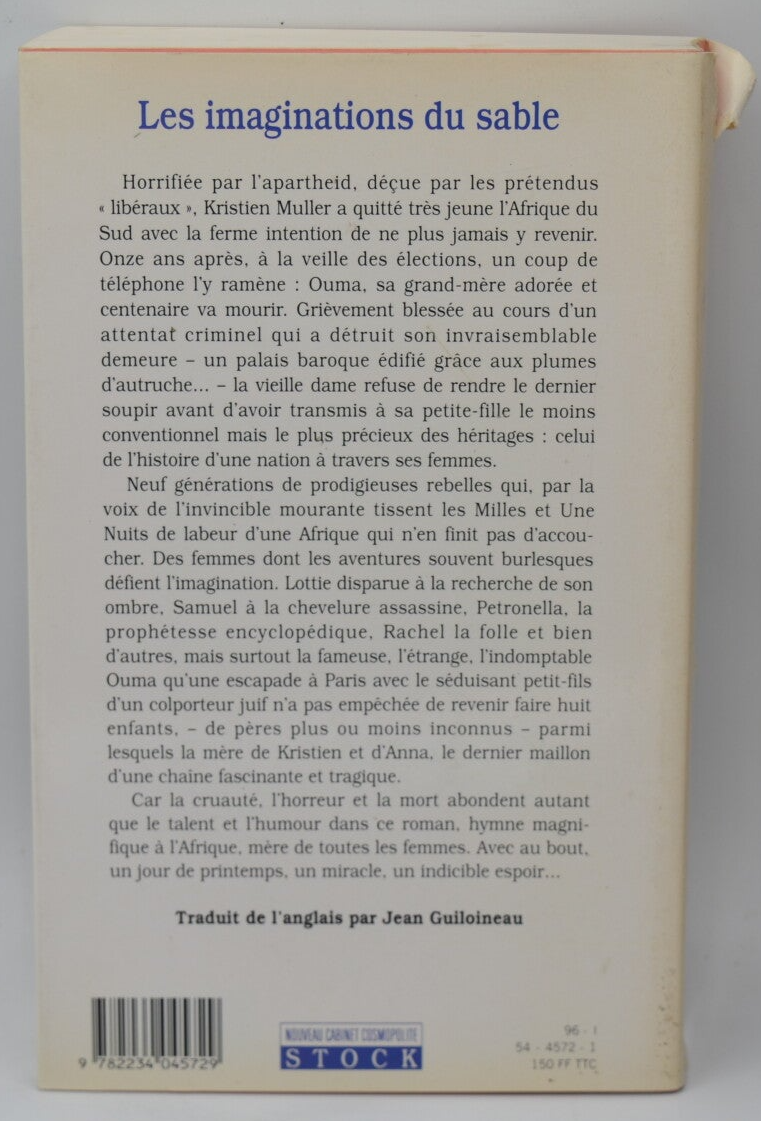 Les imaginations du sable
Horrifiée par l'apartheid, déçue par les prétendus
« libéraux », Kristien Muller a quitté très jeune l'Afrique du
Sud avec la ferme intention de ne plus jamais y revenir.
Onze ans après, à la veille des élections, un coup de
téléphone l'y ramène : Ouma, sa grand-mère adorée et
centenaire va mourir. Grièvement blessée au cours d'un
attentat criminel qui a détruit son invraisemblable
demeure – un palais baroque édifié grâce aux plumes
d'autruche... – la vieille dame refuse de rendre le dernier
soupir avant d'avoir transmis à sa petite-fille le moins
conventionnel mais le plus précieux des héritages : celui
de l'histoire d'une nation à travers ses femmes.
Neuf générations de prodigieuses rebelles qui, par la
voix de l'invincible mourante tissent les Milles et Une
Nuits de labeur d'une Afrique qui n'en finit pas d'accou-
cher. Des femmes dont les aventures souvent burlesques
défient l'imagination. Lottie disparue à la recherche de son
ombre, Samuel à la chevelure assassine, Petronella, la
prophétesse encyclopédique, Rachel la folle et bien
d'autres, mais surtout la fameuse, l'étrange, l'indomptable
Ouma qu'une escapade à Paris avec le séduisant petit-fils
d'un colporteur juif n'a pas empêchée de revenir faire huit
enfants, – de pères plus ou moins inconnus – parmi
lesquels la mère de Kristien et d'Anna, le dernier maillon
d'une chaîne fascinante et tragique.
Car la cruauté, l'horreur et la mort abondent autant
que le talent et l'humour dans ce roman, hymne magni-
fique à l'Afrique, mère de toutes les femmes. Avec au bout,
un jour de printemps, un miracle, un indicible espoir...
Traduit de l'anglais par Jean Guiloineau
9 782234 045729
NOUVEAU CABINET COSMOPOLITE
STOCK
96 - I
54 - 4572 - 1
150 FF TTC